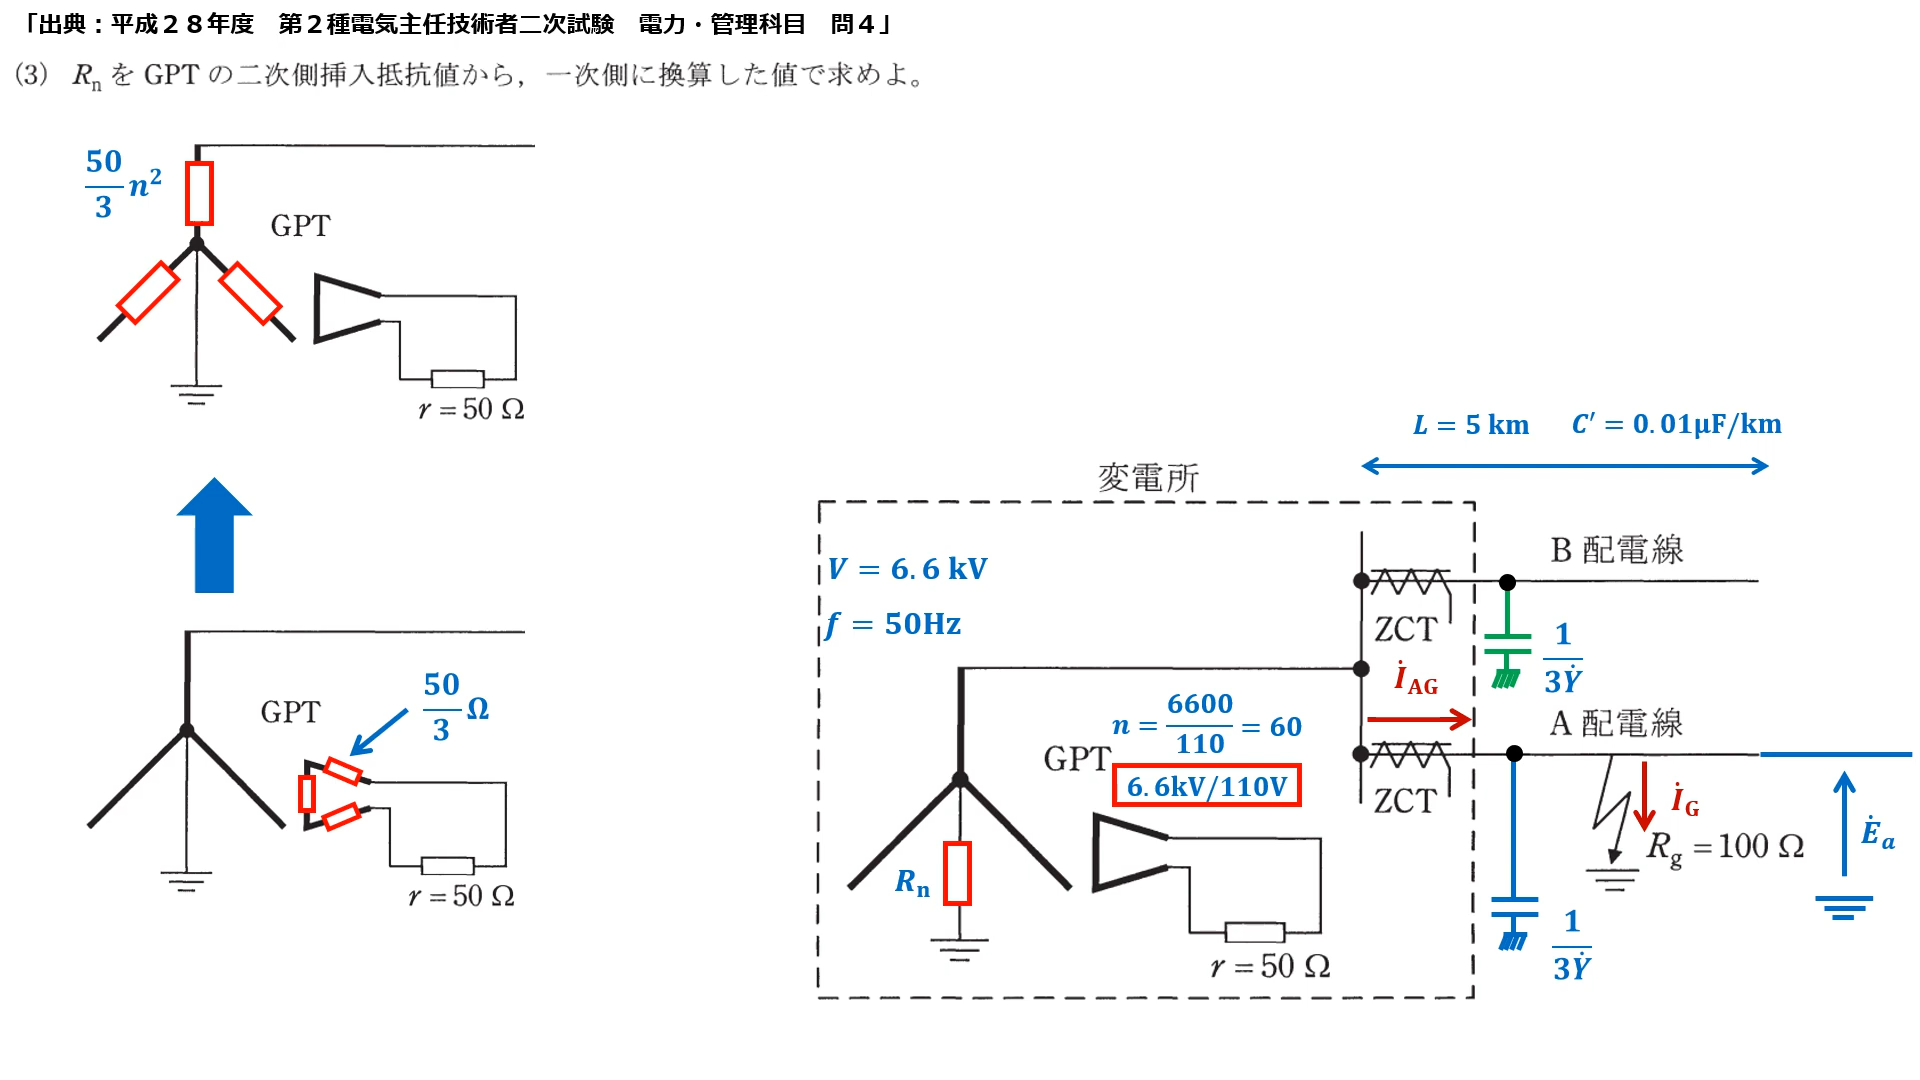 「出典：平成２８年度　第２種電気主任技術者二次試験　電力・管理科目　問４」
(3) Rn を GPT の二次側挿入抵抗値から，一次側に換算した値で求めよ。
50/3 n²
GPT
r = 50 Ω
GPT
50/3 Ω
r = 50 Ω
L = 5 km C′ = 0.01μF/km
変電所
V = 6.6 kV
f = 50Hz
B 配電線
ZCT
1/3Ẏ
İAG
n = 6600/110 = 60
A 配電線
GPT
6.6kV/110V
ZCT
İG
Rg = 100 Ω
Ėa
Rn
r = 50 Ω
1/3Ẏ